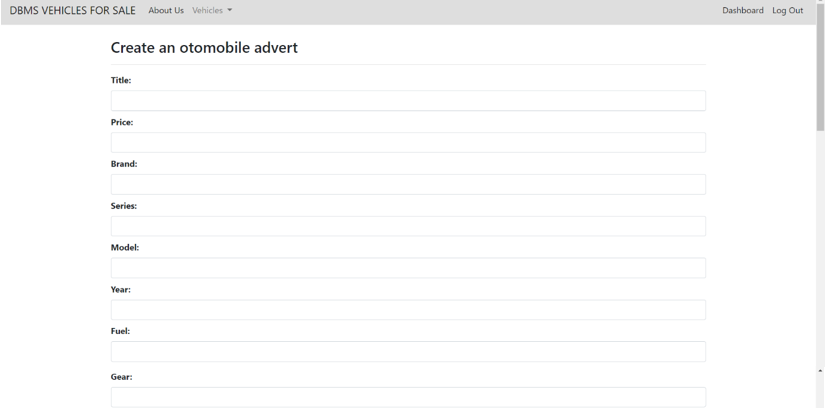 DBMS VEHICLES FOR SALE About Us Vehicles Dashboard Log Out
Create an otomobile advert
Title:
Price:
Brand:
Series:
Model:
Year:
Fuel:
Gear: